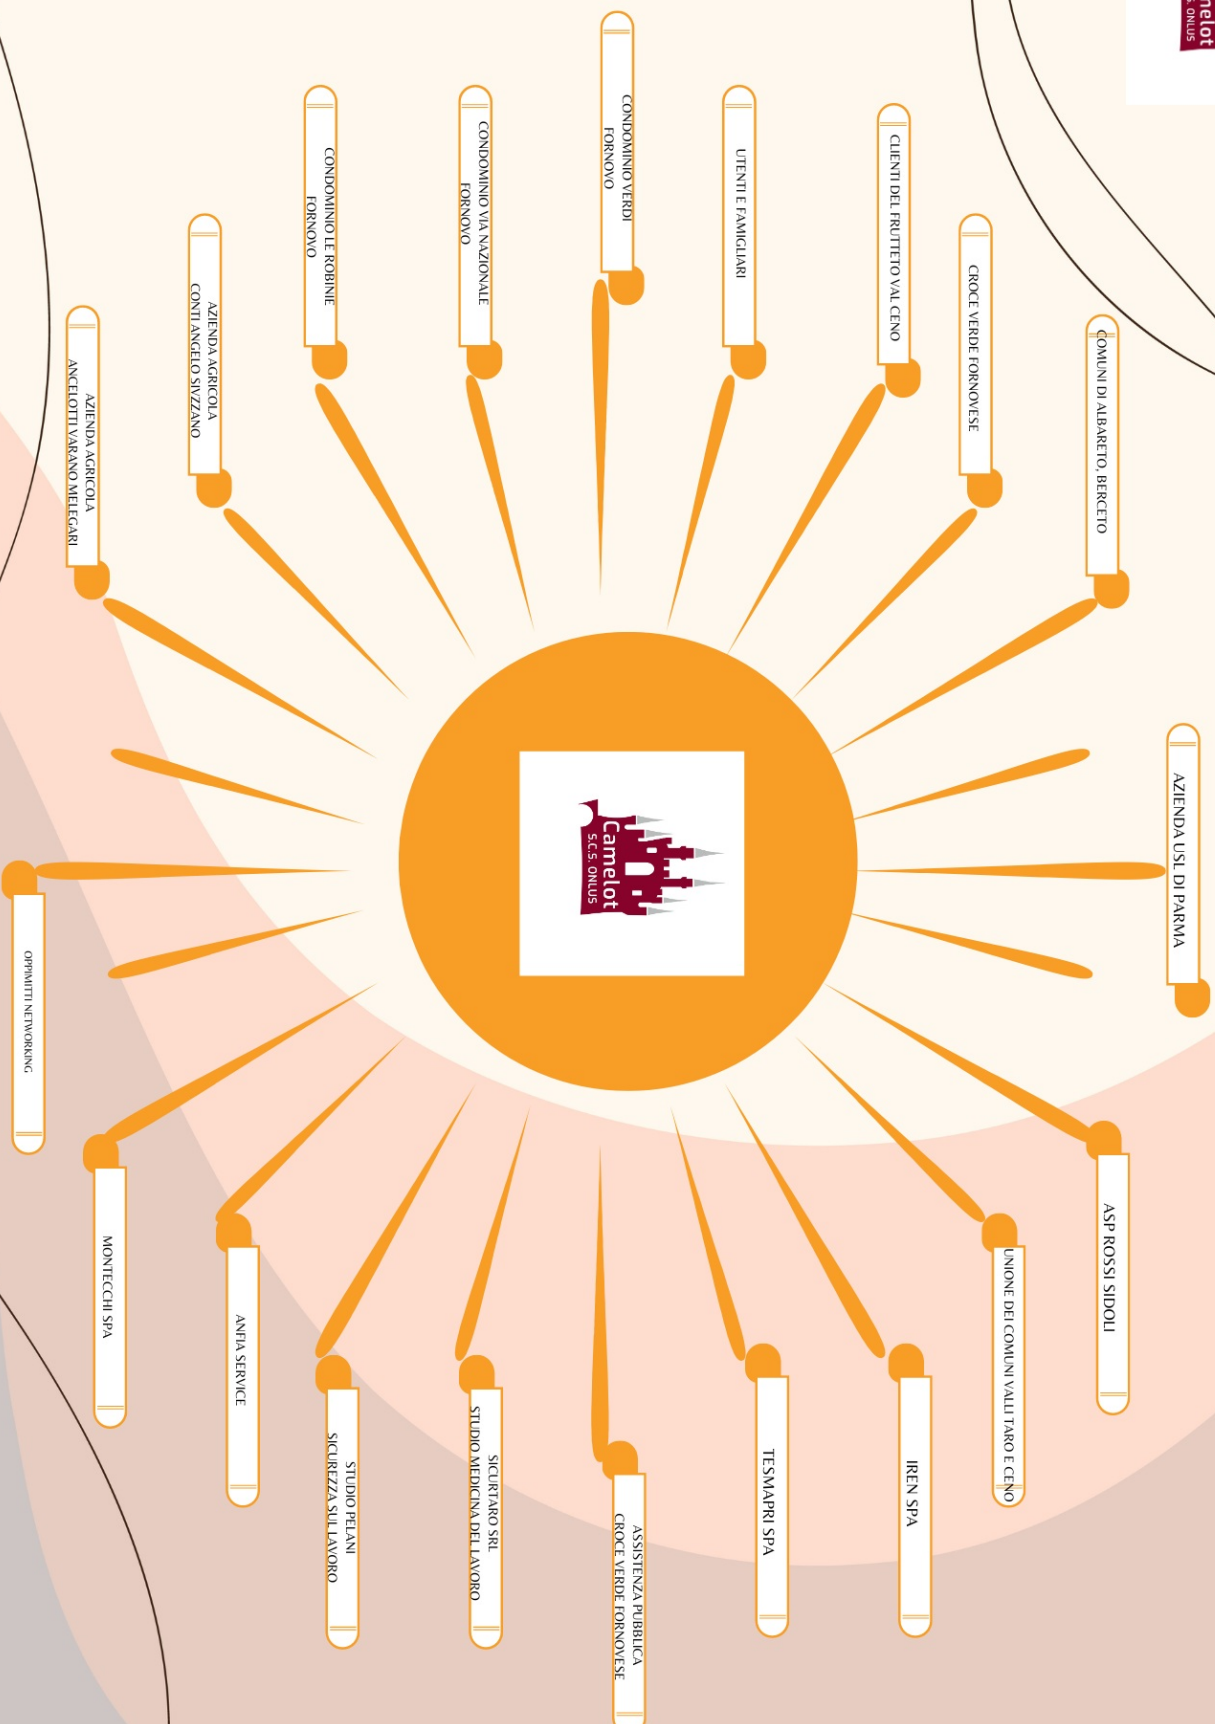 ONLUS
AZIENDA USL DI PARMA
COMUNI DI ALBARETO, BERCETO
ASP ROSSI SIDOLI
CROCE VERDE FORNOVESE
UNIONE DEI COMUNI VALLI TARO E CENO
CLIENTI DEL FRUTTETO VAL CENO
IREN SPA
UTENTI E FAMIGLIARI
TESMAPRI SPA
CONDOMINIO VERDI
FORNOVO
Camelot
S.C.S. ONLUS
ASSISTENZA PUBBLICA
CROCE VERDE FORNOVESE
CONDOMINIO VIA NAZIONALE
FORNOVO
SICURTARO SRL
STUDIO MEDICINA DEL LAVORO
CONDOMINIO LE ROBINIE
FORNOVO
STUDIO PELANI
SICUREZZA SUL LAVORO
AZIENDA AGRICOLA
CONTI ANGELO SIVZZANO
ANFIA SERVICE
AZIENDA AGRICOLA
ANCELOTTI VARANO MELEGARI
MONTECCHI SPA
OPPIMITTI NETWORKING